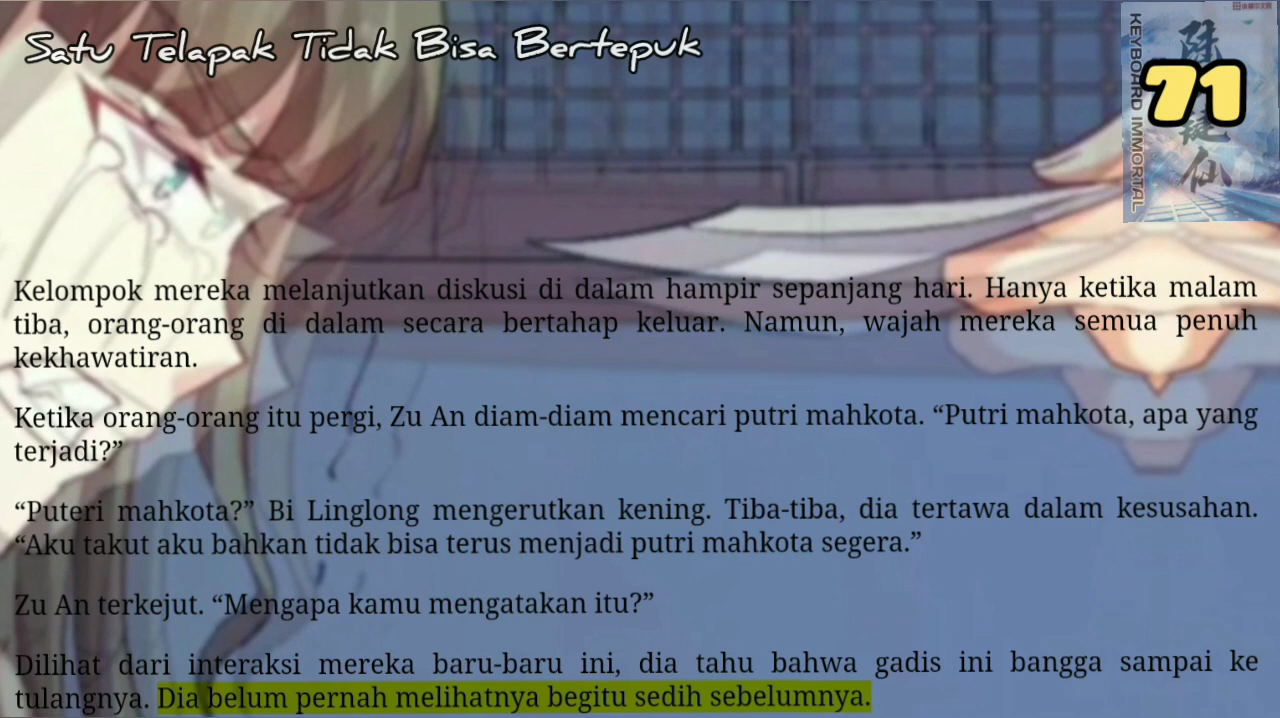 Satu Telapak Tidak Bisa Bertepuk
KEYBOARD IMMORTAL
71
仙
Kelompok mereka melanjutkan diskusi di dalam hampir sepanjang hari. Hanya ketika malam
tiba, orang-orang di dalam secara bertahap keluar. Namun, wajah mereka semua penuh
kekhawatiran.
Ketika orang-orang itu pergi, Zu An diam-diam mencari putri mahkota. “Putri mahkota, apa yang
terjadi?”
“Puteri mahkota?” Bi Linglong mengerutkan kening. Tiba-tiba, dia tertawa dalam kesusahan.
“Aku takut aku bahkan tidak bisa terus menjadi putri mahkota segera.”
Zu An terkejut. “Mengapa kamu mengatakan itu?”
Dilihat dari interaksi mereka baru-baru ini, dia tahu bahwa gadis ini bangga sampai ke
tulangnya. Dia belum pernah melihatnya begitu sedih sebelumnya.